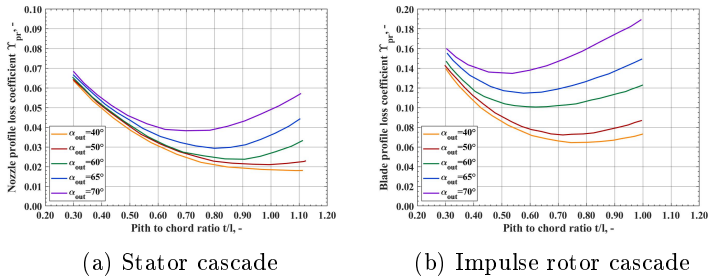 Nozzle profile loss coefficient ϒpr, -
0.10
0.09
0.08
0.07
0.06
0.05
0.04
0.03
0.02
0.01
0.00
αout=40°
αout=50°
αout=60°
αout=65°
αout=70°
0.20 0.30 0.40 0.50 0.60 0.70 0.80 0.90 1.00 1.10 1.20
Pith to chord ratio t/l, -
(a) Stator cascade
Blade profile loss coefficient ϒpr, -
0.20
0.18
0.16
0.14
0.12
0.10
0.08
0.06
0.04
0.02
0.00
αout=40°
αout=50°
αout=60°
αout=65°
αout=70°
0.20 0.30 0.40 0.50 0.60 0.70 0.80 0.90 1.00 1.10 1.20
Pith to chord ratio t/l, -
(b) Impulse rotor cascade